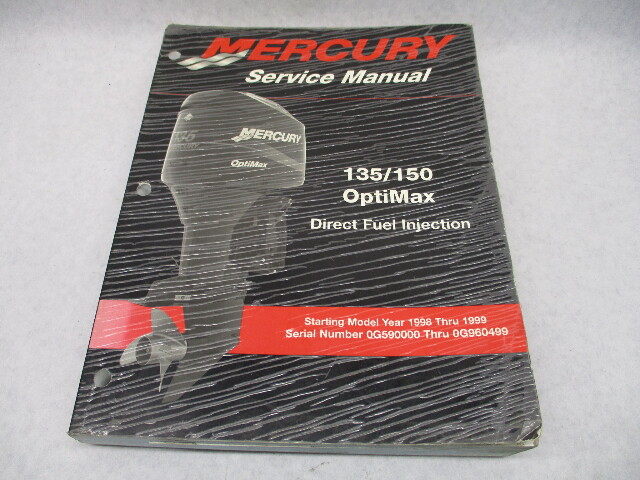 MERCURY
Service Manual
MERCURY
OptiMax
135/150
OptiMax
Direct Fuel Injection
Starting Model Year 1998 Thru 1999
Serial Number 0G590000 Thru 0G960499